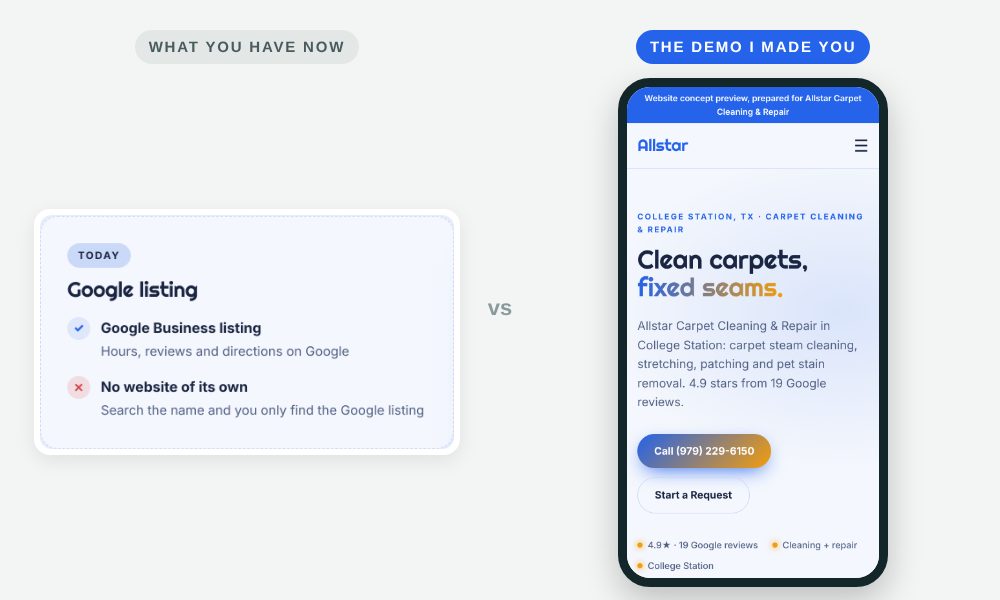 WHAT YOU HAVE NOW
TODAY
Google listing
Google Business listing
Hours, reviews and directions on Google
No website of its own
Search the name and you only find the Google listing
vs
THE DEMO I MADE YOU
Website concept preview, prepared for Allstar Carpet
Cleaning & Repair
Allstar
COLLEGE STATION, TX · CARPET CLEANING
& REPAIR
Clean carpets,
fixed seams.
Allstar Carpet Cleaning & Repair in
College Station: carpet steam cleaning,
stretching, patching and pet stain
removal. 4.9 stars from 19 Google
reviews.
Call (979) 229-6150
Start a Request
4.9★ · 19 Google reviews
Cleaning + repair
College Station